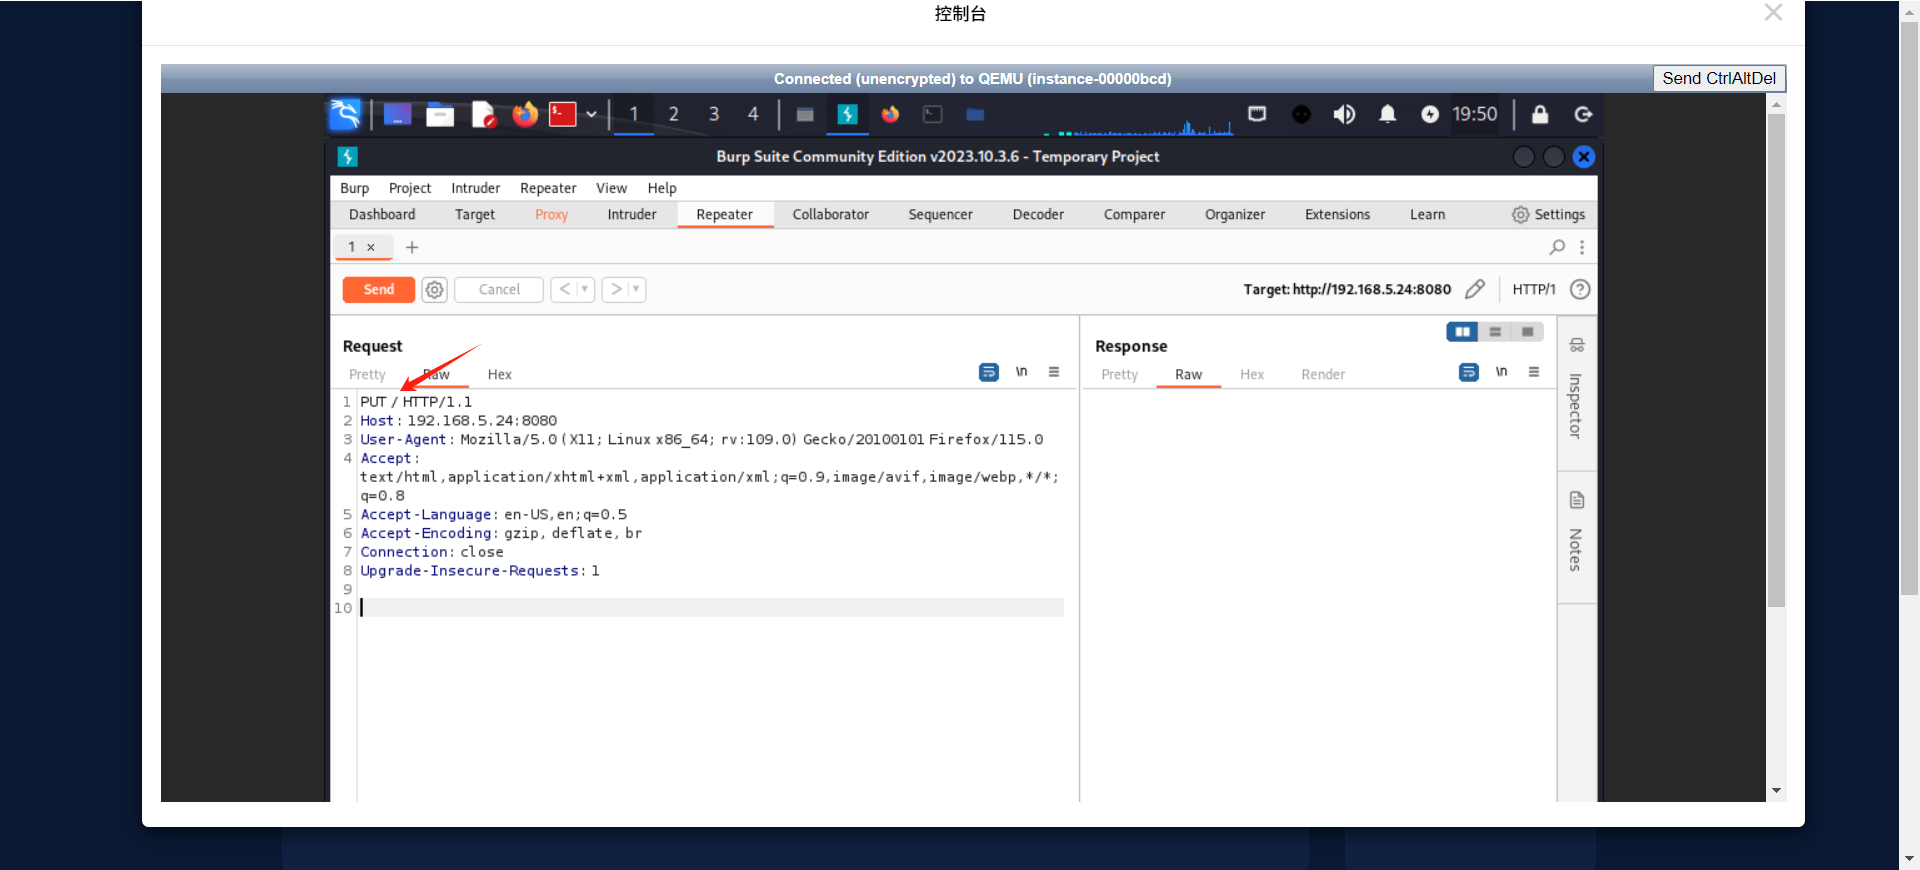 控制台
Connected (unencrypted) to QEMU (instance-00000bcd)
Send CtrlAltDel
1 2 3 4
19:50
Burp Suite Community Edition v2023.10.3.6 - Temporary Project
Burp Project Intruder Repeater View Help
Dashboard Target Proxy Intruder Repeater Collaborator Sequencer Decoder Comparer Organizer Extensions Learn Settings
1 × +
Send Cancel < >
Target: http://192.168.5.24:8080 HTTP/1 ?
Request
Pretty Raw Hex \n
Response
Pretty Raw Hex Render \n
1 PUT / HTTP/1.1
2 Host: 192.168.5.24:8080
3 User-Agent: Mozilla/5.0 (X11; Linux x86_64; rv:109.0) Gecko/20100101 Firefox/115.0
4 Accept:
text/html,application/xhtml+xml,application/xml;q=0.9,image/avif,image/webp,*/*;
q=0.8
5 Accept-Language: en-US,en;q=0.5
6 Accept-Encoding: gzip, deflate, br
7 Connection: close
8 Upgrade-Insecure-Requests: 1
9
10
Inspector
Notes